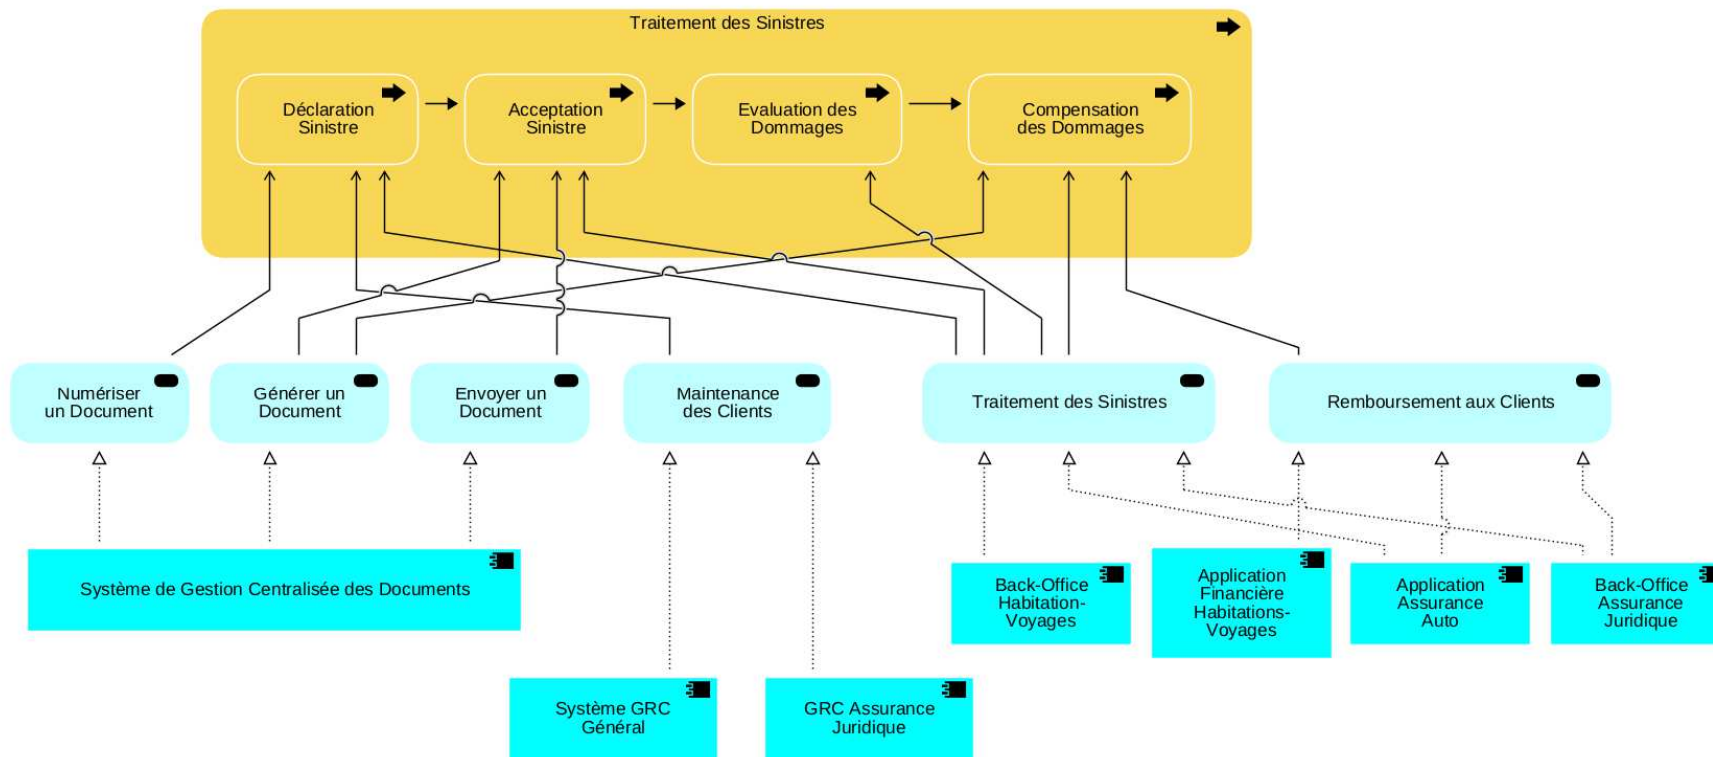 Traitement des Sinistres
Déclaration
Sinistre
Acceptation
Sinistre
Evaluation des
Dommages
Compensation
des Dommages
Numériser
un Document
Générer un
Document
Envoyer un
Document
Maintenance
des Clients
Traitement des Sinistres
Remboursement aux Clients
Système de Gestion Centralisée des Documents
Back-Office
Habitation-
Voyages
Application
Financière
Habitations-
Voyages
Application
Assurance
Auto
Back-Office
Assurance
Juridique
Système GRC
Général
GRC Assurance
Juridique